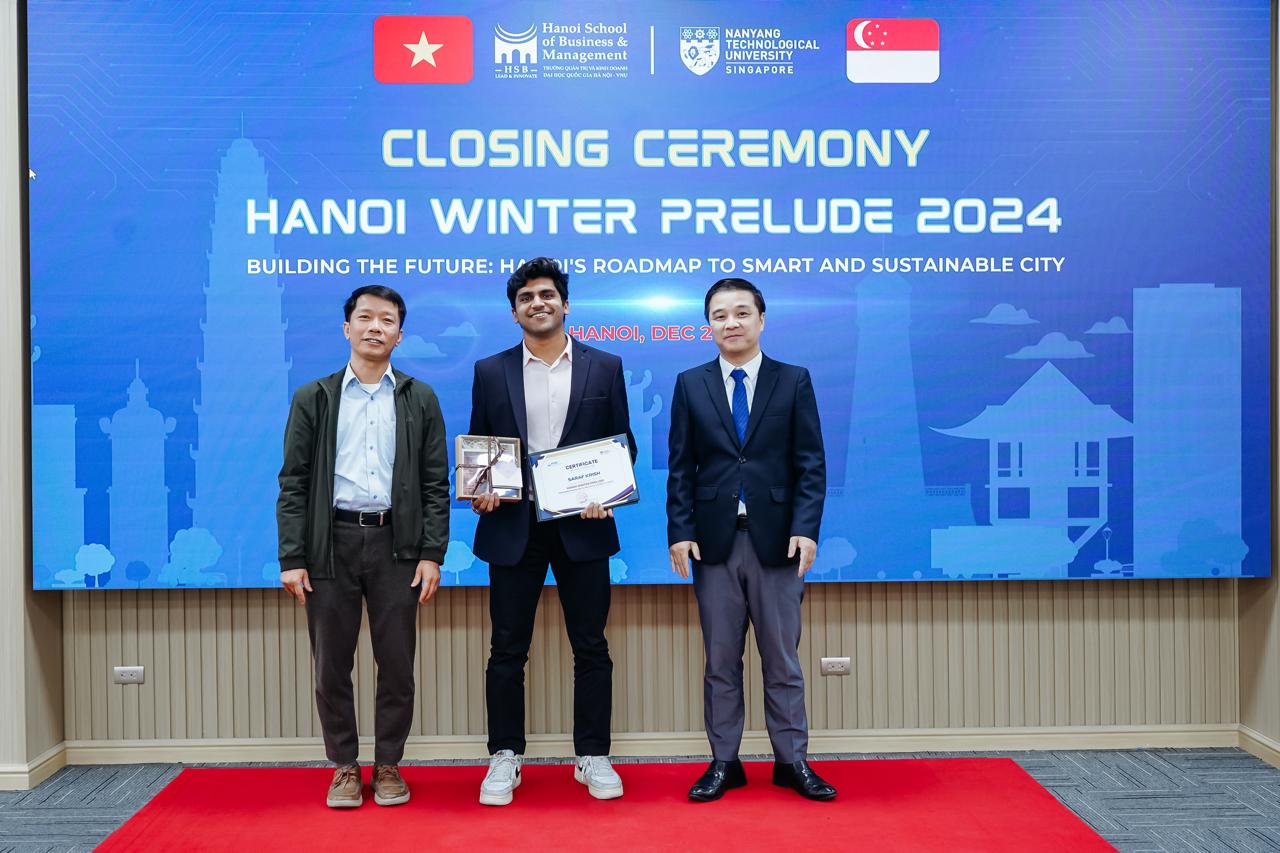 Hanoi School
of Business &
Management
HSB
LEAD & INNOVATE
TRƯỜNG QUẢN TRỊ VÀ KINH DOANH
ĐẠI HỌC QUỐC GIA HÀ NỘI - VNU
NANYANG
TECHNOLOGICAL
UNIVERSITY
SINGAPORE
CLOSING CEREMONY
HANOI WINTER PRELUDE 2024
BUILDING THE FUTURE: HANOI'S ROADMAP TO SMART AND SUSTAINABLE CITY
HANOI, DEC 2
CERTIFICATE
SARAF KRISH